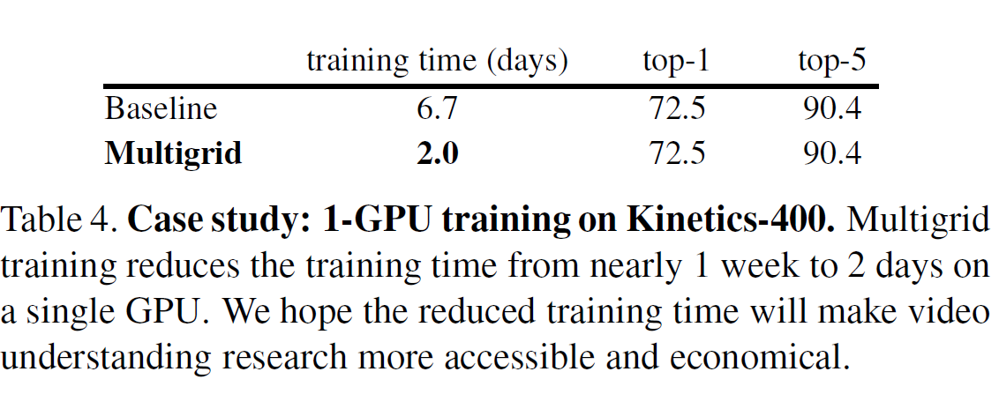 training time (days) top-1 top-5
Baseline 6.7 72.5 90.4
Multigrid 2.0 72.5 90.4
Table 4. Case study: 1-GPU training on Kinetics-400. Multigrid
training reduces the training time from nearly 1 week to 2 days on
a single GPU. We hope the reduced training time will make video
understanding research more accessible and economical.